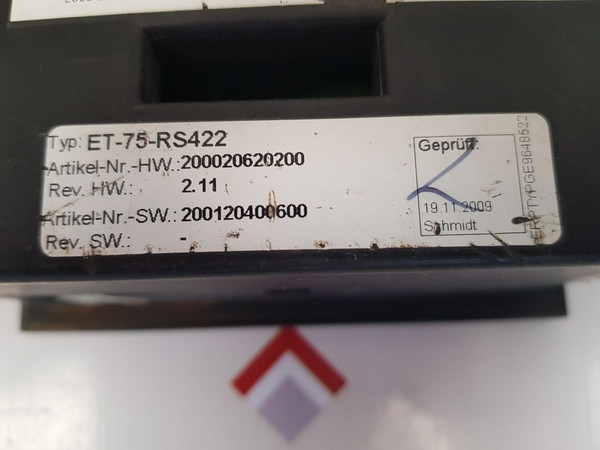 Typ: ET-75-RS422
Artikel-Nr.-HW.: 200020620200
Rev. HW.: 2.11
Artikel-Nr.-SW.: 200120400600
Rev. SW.: -
Geprüft:
19.11.2009
Schmidt